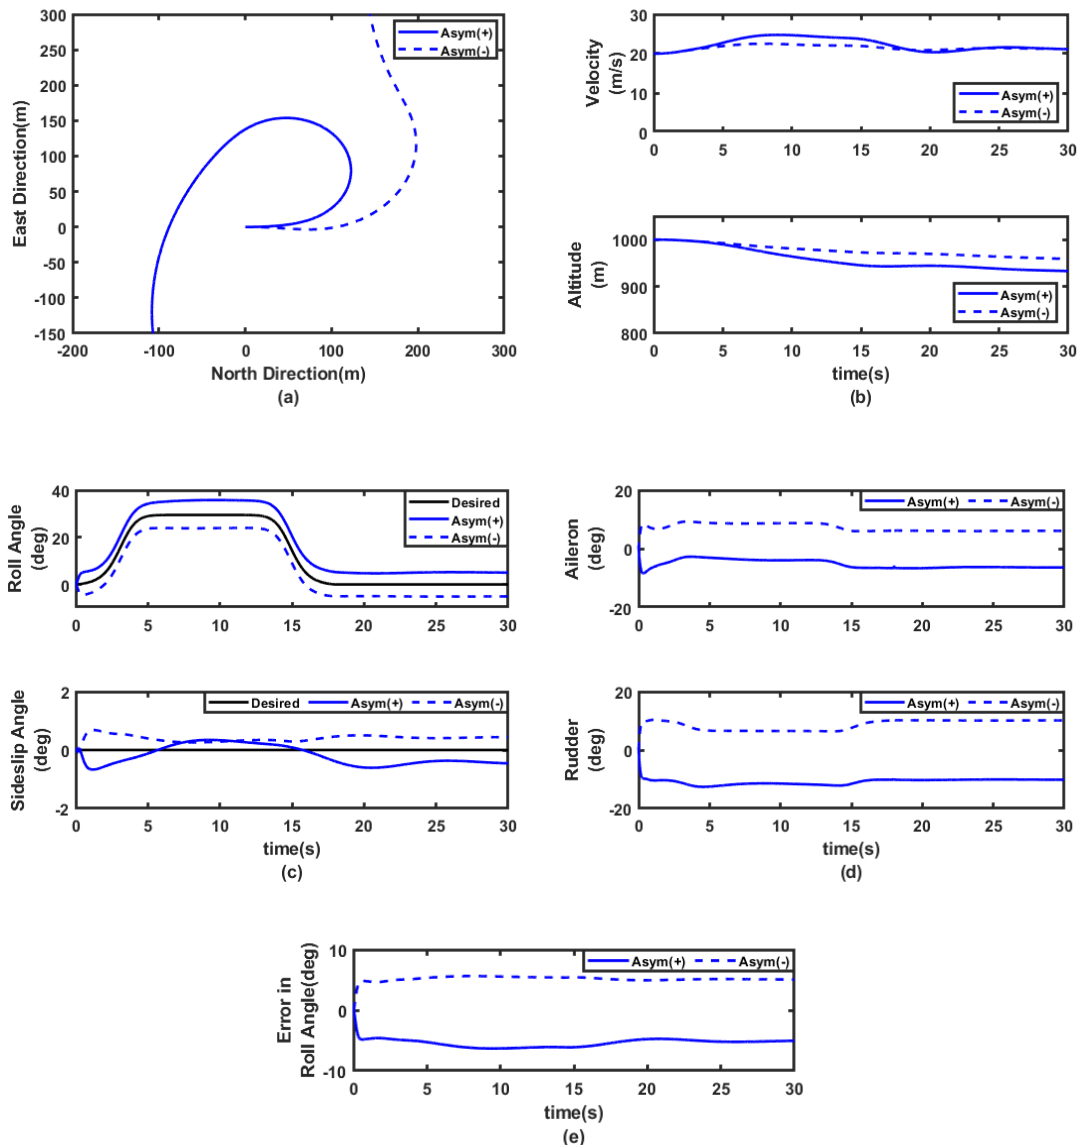 300
250
200
150
100
50
0
-50
-100
-150
-200
-100
0
100
200
300
East Direction(m)
North Direction(m)
Asym(+)
Asym(-)
(a)
30
20
10
0
0
5
10
15
20
25
30
Velocity
(m/s)
Asym(+)
Asym(-)
1000
900
800
0
5
10
15
20
25
30
Altitude
(m)
Asym(+)
Asym(-)
time(s)
(b)
40
20
0
0
5
10
15
20
25
30
Roll Angle
(deg)
Desired
Asym(+)
Asym(-)
2
0
-2
0
5
10
15
20
25
30
Sideslip Angle
(deg)
Desired Asym(+) Asym(-)
time(s)
(c)
20
0
-20
0
5
10
15
20
25
30
Aileron
(deg)
Asym(+) Asym(-)
20
0
-20
0
5
10
15
20
25
30
Rudder
(deg)
Asym(+) Asym(-)
time(s)
(d)
10
0
-10
0
5
10
15
20
25
30
Error in
Roll Angle(deg)
Asym(+) Asym(-)
time(s)
(e)